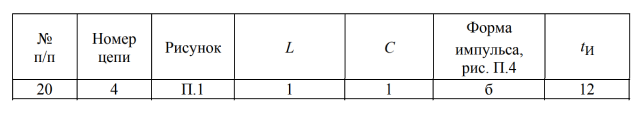 № п/п Номер цепи Рисунок L C Форма импульса, рис. П.4 tИ
20 4 П.1 1 1 б 12